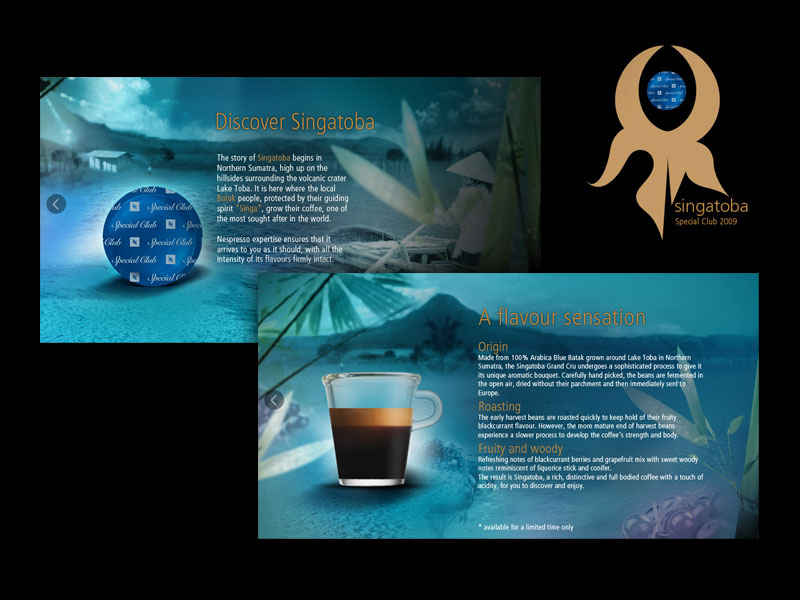 Discover Singatoba
The story of Singatoba begins in
Northern Sumatra, high up on the
hillsides surrounding the volcanic crater
Lake Toba. It is here where the local
Batak people, protected by their guiding
spirit "Singa", grow their coffee, one of
the most sought after in the world.
Nespresso expertise ensures that it
arrives to you as it should, with all the
intensity of its flavours firmly intact.
Special Club
Special Club
Club Special
Special Club
Club Special
Special Club
singatoba
Special Club 2009
A flavour sensation
Origin
Made from 100% Arabica Blue Batak grown around Lake Toba in Northern
Sumatra, the Singatoba Grand Cru undergoes a sophisticated process to give it
its unique aromatic bouquet. Carefully hand picked, the beans are fermented in
the open air, dried without their parchment and then immediately sent to
Europe.
Roasting
The early harvest beans are roasted quickly to keep hold of their fruity
blackcurrant flavour. However, the more mature end of harvest beans
experience a slower process to develop the coffee's strength and body.
Fruity and woody
Refreshing notes of blackcurrant berries and grapefruit mix with sweet woody
notes reminiscent of liquorice stick and conifer.
The result is Singatoba, a rich, distinctive and full bodied coffee with a touch of
acidity, for you to discover and enjoy.
* available for a limited time only